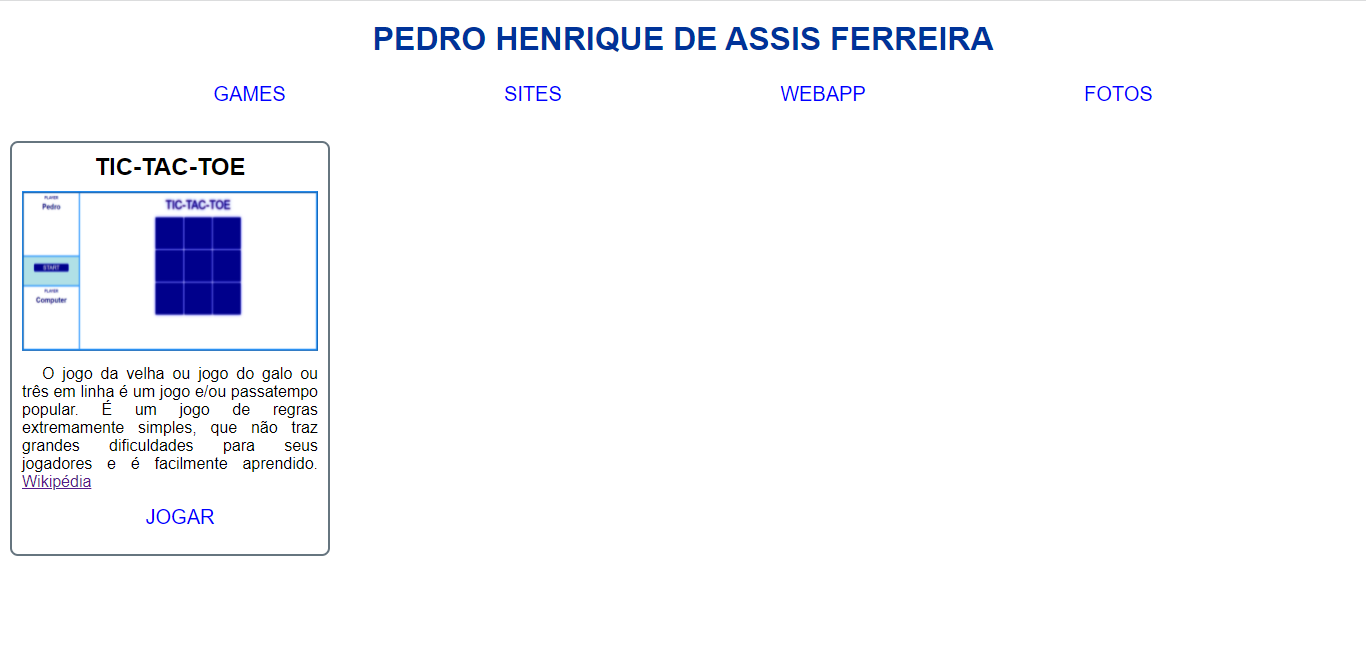 PEDRO HENRIQUE DE ASSIS FERREIRA
GAMES SITES WEBAPP FOTOS
TIC-TAC-TOE
PLAYER
Pedro
TIC-TAC-TOE
START
PLAYER
Computer
O jogo da velha ou jogo do galo ou
três em linha é um jogo e/ou passatempo
popular. É um jogo de regras
extremamente simples, que não traz
grandes dificuldades para seus
jogadores e é facilmente aprendido.
Wikipédia
JOGAR